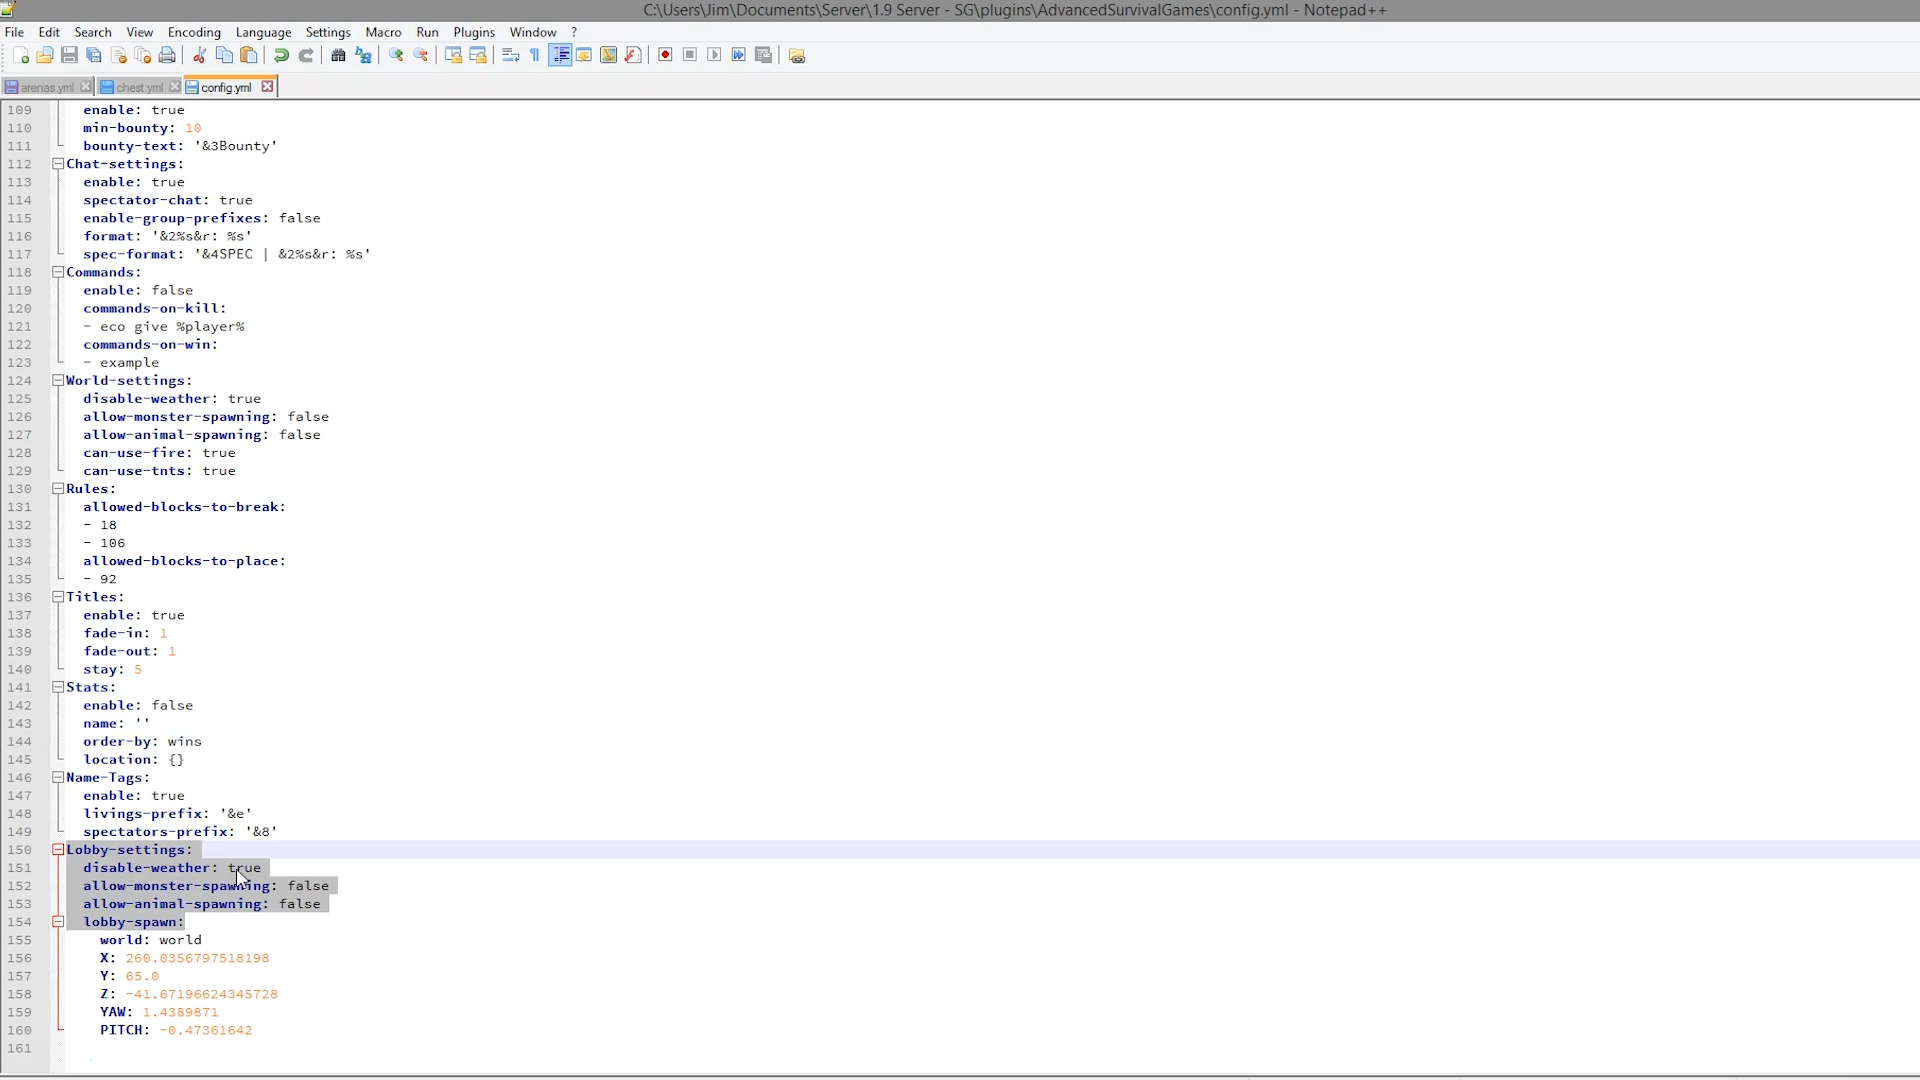 C:\Users\Jim\Documents\Server\1.9 Server - SG\plugins\AdvancedSurvivalGames\config.yml - Notepad++
File Edit Search View Encoding Language Settings Macro Run Plugins Window ?
arenas.yml chest.yml config.yml
109 enable: true
110 min-bounty: 10
111 bounty-text: '&3Bounty'
112 Chat-settings:
113 enable: true
114 spectator-chat: true
115 enable-group-prefixes: false
116 format: '&2%s&r: %s'
117 spec-format: '&4SPEC | &2%s&r: %s'
118 Commands:
119 enable: false
120 commands-on-kill:
121 - eco give %player%
122 commands-on-win:
123 - example
124 World-settings:
125 disable-weather: true
126 allow-monster-spawning: false
127 allow-animal-spawning: false
128 can-use-fire: true
129 can-use-tnts: true
130 Rules:
131 allowed-blocks-to-break:
132 - 18
133 - 106
134 allowed-blocks-to-place:
135 - 92
136 Titles:
137 enable: true
138 fade-in: 1
139 fade-out: 1
140 stay: 5
141 Stats:
142 enable: false
143 name: ''
144 order-by: wins
145 location: {}
146 Name-Tags:
147 enable: true
148 livings-prefix: '&e'
149 spectators-prefix: '&8'
150 Lobby-settings:
151 disable-weather: true
152 allow-monster-spawning: false
153 allow-animal-spawning: false
154 lobby-spawn:
155 world: world
156 X: 260.0356797518198
157 Y: 65.0
158 Z: -41.67196624345728
159 YAW: 1.4389871
160 PITCH: -0.47361642
161